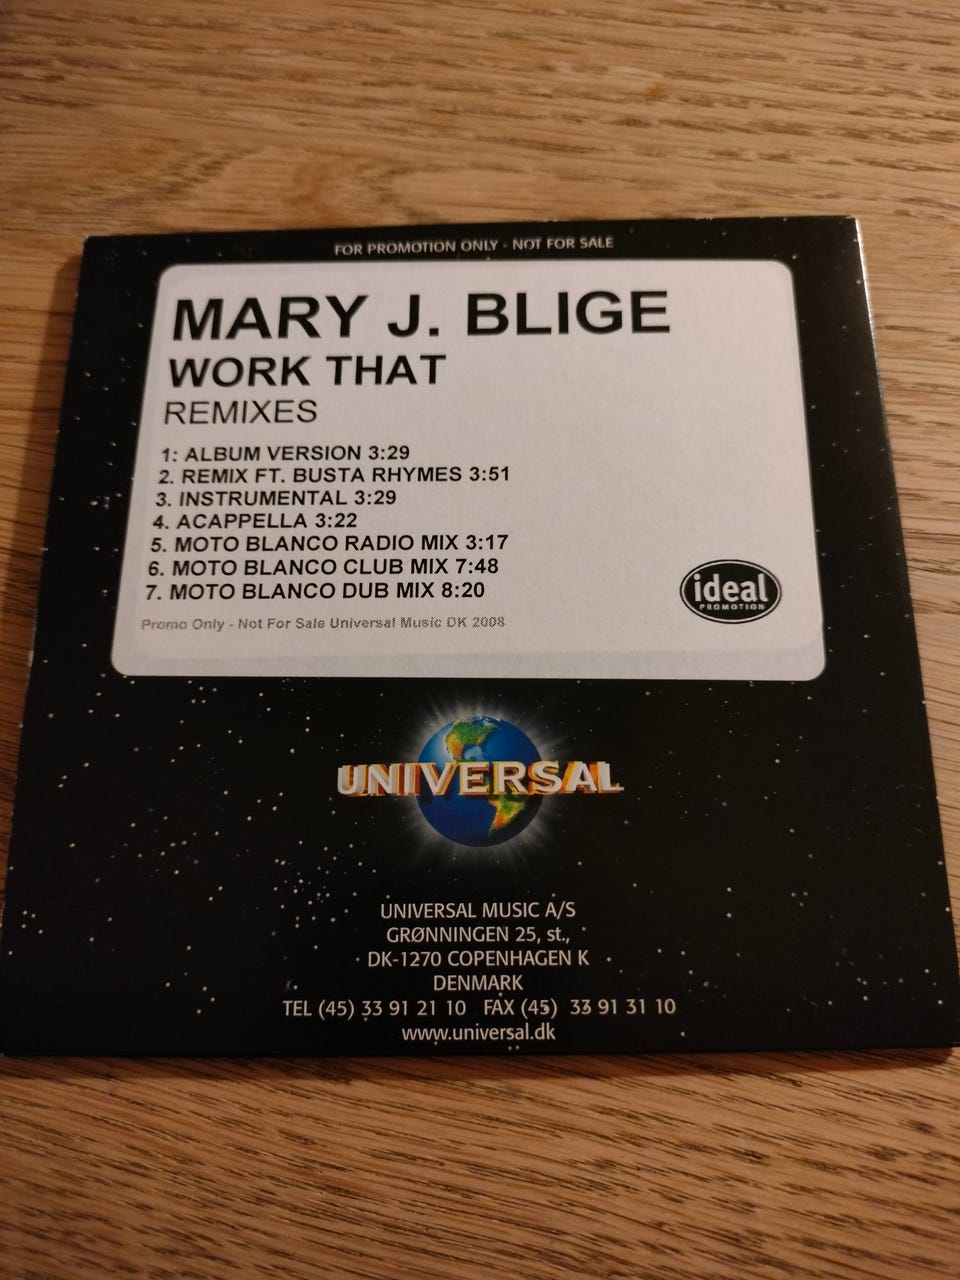 FOR PROMOTION ONLY - NOT FOR SALE
MARY J. BLIGE
WORK THAT
REMIXES
1: ALBUM VERSION 3:29
2. REMIX FT. BUSTA RHYMES 3:51
3. INSTRUMENTAL 3:29
4. ACAPPELLA 3:22
5. MOTO BLANCO RADIO MIX 3:17
6. MOTO BLANCO CLUB MIX 7:48
7. MOTO BLANCO DUB MIX 8:20
ideal
PROMOTION
Promo Only - Not For Sale Universal Music DK 2008
UNIVERSAL
UNIVERSAL MUSIC A/S
GRØNNINGEN 25, st.,
DK-1270 COPENHAGEN K
DENMARK
TEL (45) 33 91 21 10 FAX (45) 33 91 31 10
www.universal.dk